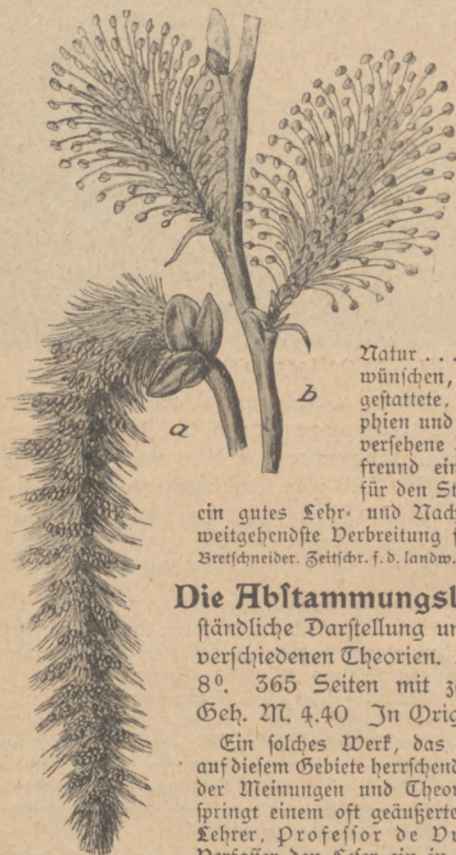 a
b
Natur . . .
wünschen,
gestattete.
phien und
versehene
freund ein
für den St
ein gutes Lehr- und Nach
weitgehendste Verbreitung
Bretschneider. Zeitschr. f. d. landw.
Die Abstammungsl
ständliche Darstellung un
verschiedenen Theorien.
8⁰. 365 Seiten mit z
Geh. M. 4.40 In Orig
Ein solches Werk, das
auf diesem Gebiete herrschend
der Meinungen und Theor
springt einem oft geäußerte
Lehrer, Professor de Vr